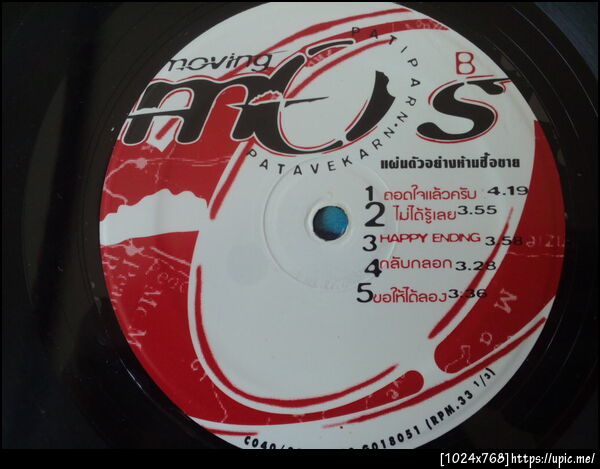 moving
mos
PATIPARN • PATAVEKARN
B
แผ่นตัวอย่างห้ามซื้อขาย
1 ถอดใจแล้วครับ 4.19
2 ไม่ได้รู้เลย 3.55
3 HAPPY ENDING 3.58
4 กลับกลอก 3.28
5 ขอให้ได้ลอง 3:36
G018051 (RPM.33 1/3)
[1024x768]https://upic.me/